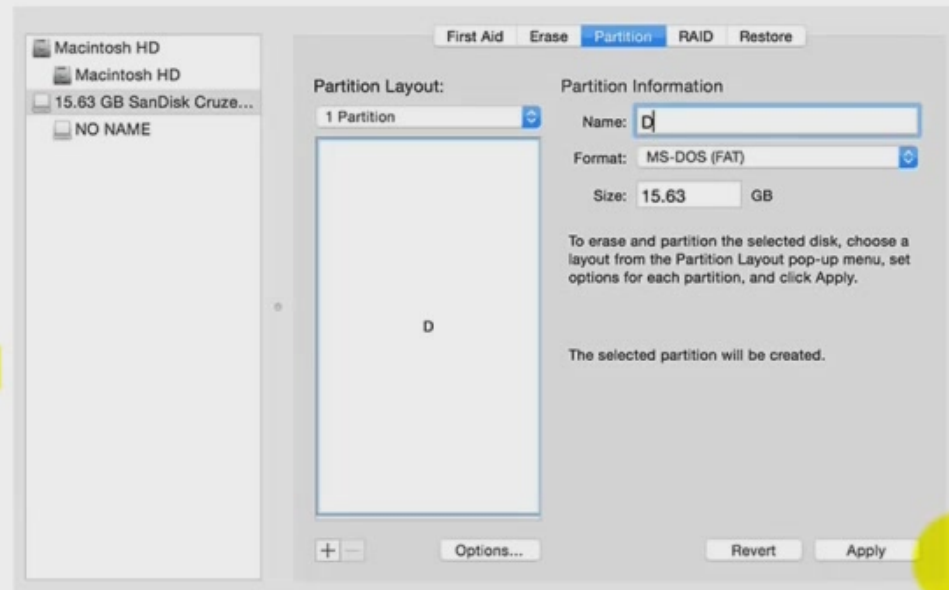 First Aid Erase Partition RAID Restore
Macintosh HD
Macintosh HD
15.63 GB SanDisk Cruze...
NO NAME
Partition Layout:
1 Partition
D
Options...
Partition Information
Name: D
Format: MS-DOS (FAT)
Size: 15.63 GB
To erase and partition the selected disk, choose a
layout from the Partition Layout pop-up menu, set
options for each partition, and click Apply.
The selected partition will be created.
Revert Apply